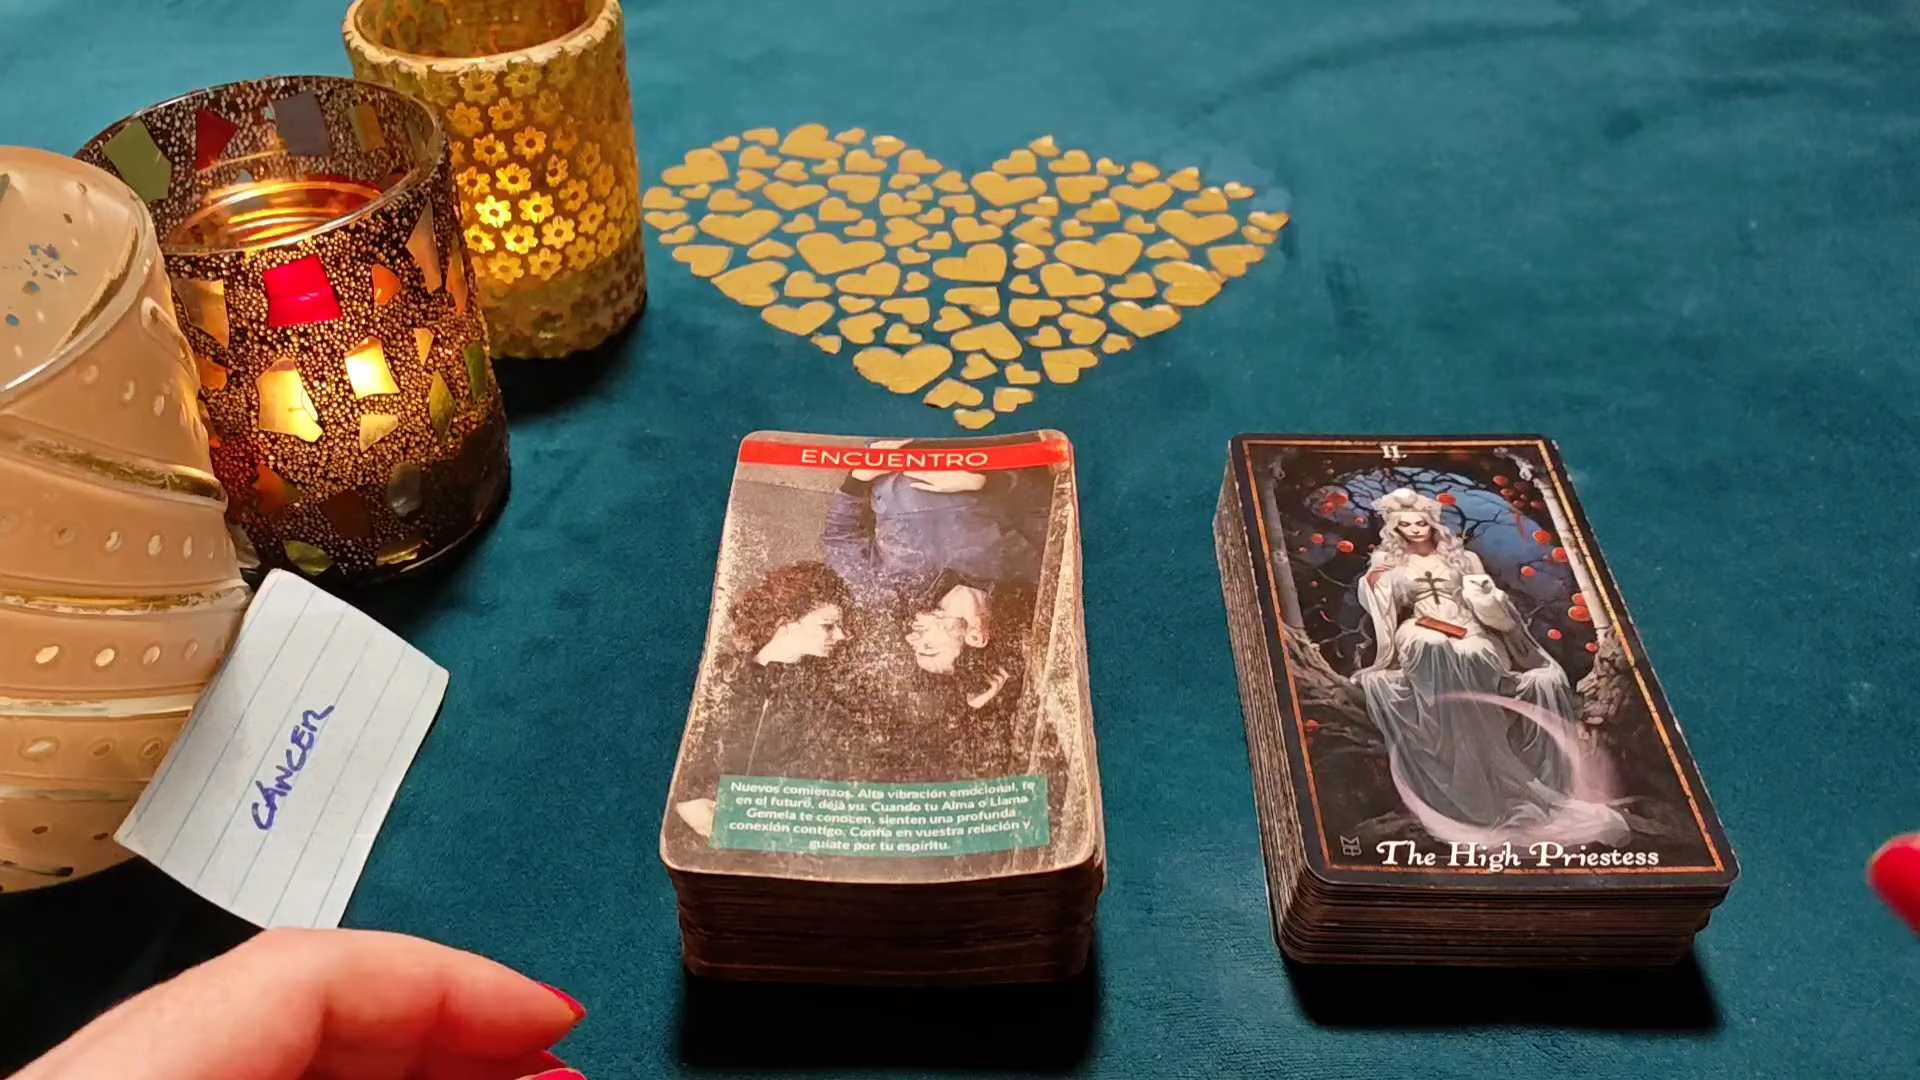 ENCUENTRO
Nuevos comienzos. Alta vibración emocional, fe
en el futuro, déjà vu. Cuando tu Alma o Llama
Gemela te conocen, sienten una profunda
conexión contigo. Confía en vuestra relación y
guíate por tu espíritu.
II.
The High Priestess
CÁNCER